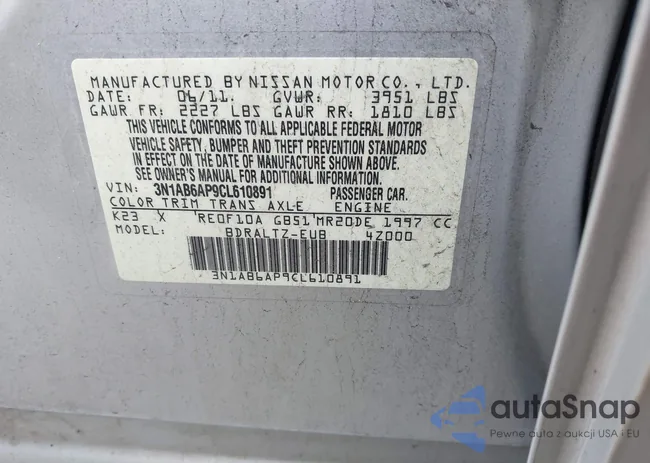 MANUFACTURED BY NISSAN MOTOR CO., LTD.
DATE: 06/11. GVWR: 3951 LBS
GAWR FR: 2227 LBS GAWR RR: 1810 LBS
THIS VEHICLE CONFORMS TO ALL APPLICABLE FEDERAL MOTOR
VEHICLE SAFETY, BUMPER AND THEFT PREVENTION STANDARDS
IN EFFECT ON THE DATE OF MANUFACTURE SHOWN ABOVE.
SEE OWNER'S MANUAL FOR ADDITIONAL INFORMATION.
VIN: 3N1AB6AP9CL610891 PASSENGER CAR.
COLOR TRIM TRANS AXLE ENGINE
K23 X RE0F10A GB51 MR20DE 1997 CC
MODEL: BDRALTZ-EUB 4Z000
3N1AB6AP9CL610891
autaSnap
Pewne auta z aukcji USA i EU